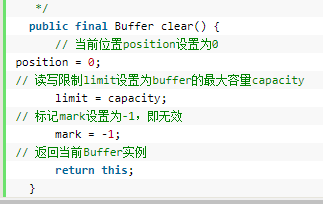 */
public final Buffer clear() {
// 当前位置position设置为0
position = 0;
// 读写限制limit设置为buffer的最大容量capacity
limit = capacity;
// 标记mark设置为-1，即无效
mark = -1;
// 返回当前Buffer实例
return this;
}